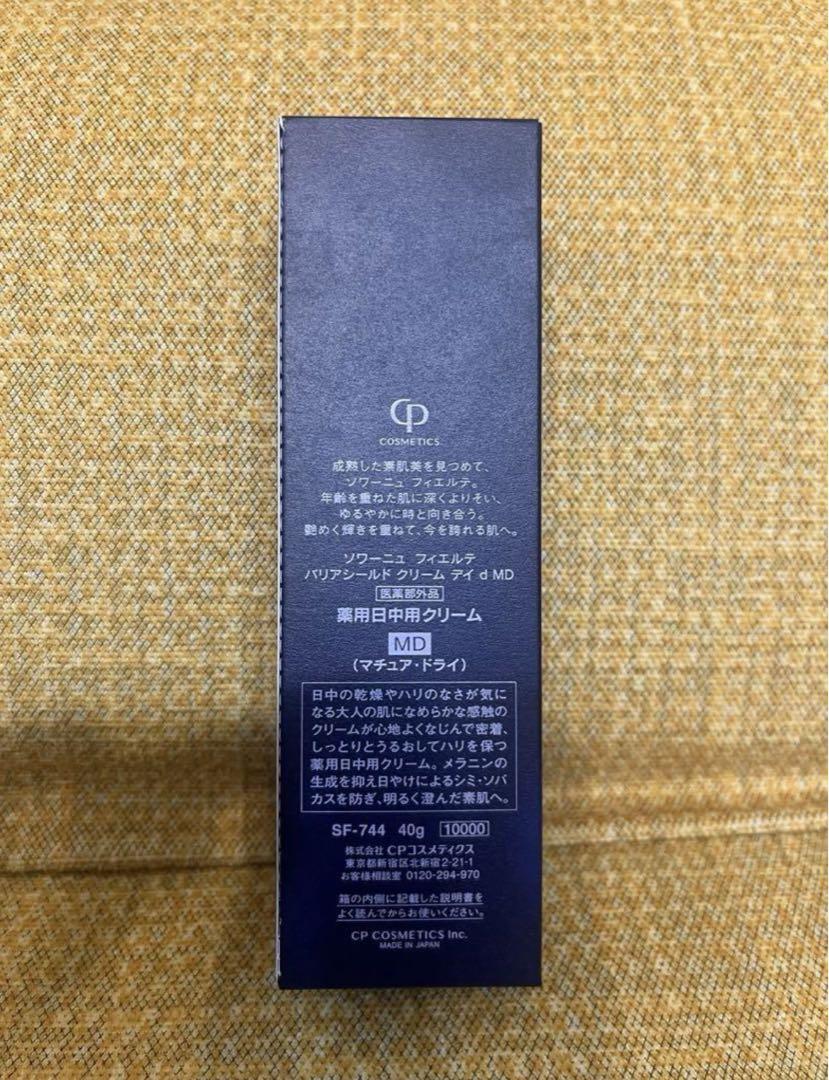 CP
COSMETICS
成熟した素肌美を見つめて、
ソワーニュ フィエルテ。
年齢を重ねた肌に深くよりそい、
ゆるやかに時と向き合う。
艶めく輝きを重ねて、今を誇れる肌へ。
ソワーニュ フィエルテ
バリアシールド クリーム デイ d MD
医薬部外品
薬用日中用クリーム
MD
(マチュア・ドライ)
日中の乾燥やハリのなさが気に
なる大人の肌になめらかな感触の
クリームが心地よくなじんで密着、
しっとりとうるおしてハリを保つ
薬用日中用クリーム。メラニンの
生成を抑え日やけによるシミ・ソバ
カスを防ぎ、明るく澄んだ素肌へ。
SF-744 40g 10000
株式会社 CPコスメティクス
東京都新宿区北新宿2-21-1
お客様相談室 0120-294-970
箱の内側に記載した説明書を
よく読んでからお使いください。
CP COSMETICS Inc.
MADE IN JAPAN